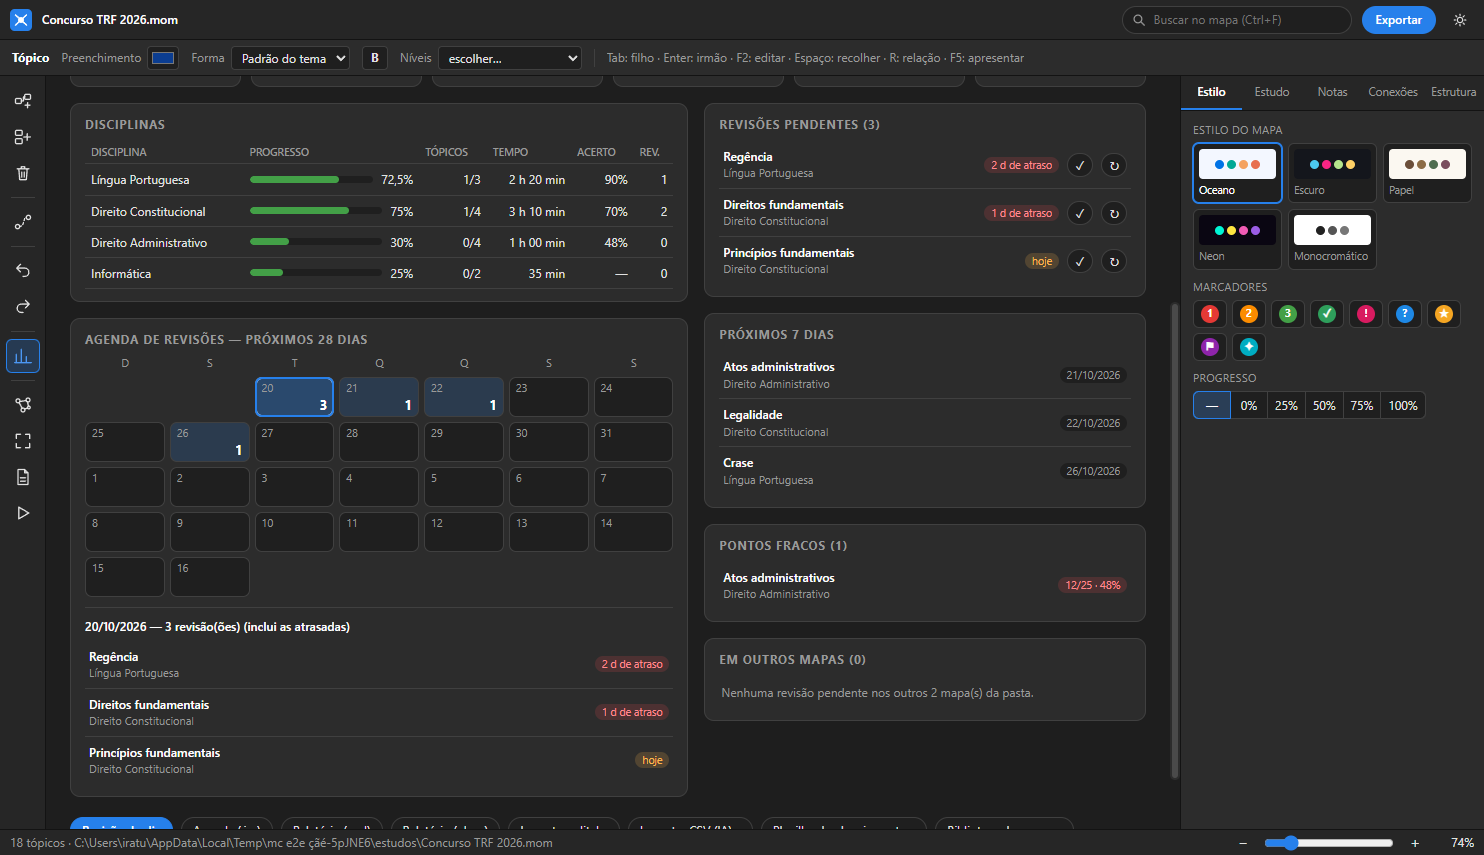 Concurso TRF 2026.mom
Buscar no mapa (Ctrl+F)
Exportar
Tópico
Preenchimento
Forma
Padrão do tema
B
Níveis
escolher...
Tab: filho · Enter: irmão · F2: editar · Espaço: recolher · R: relação · F5: apresentar
DISCIPLINAS
DISCIPLINA PROGRESSO TÓPICOS TEMPO ACERTO REV.
Língua Portuguesa 72,5% 1/3 2 h 20 min 90% 1
Direito Constitucional 75% 1/4 3 h 10 min 70% 2
Direito Administrativo 30% 0/4 1 h 00 min 48% 0
Informática 25% 0/2 35 min — 0
AGENDA DE REVISÕES — PRÓXIMOS 28 DIAS
D S T Q Q S S
20 3 21 1 22 1 23 24
25 26 1 27 28 29 30 31
1 2 3 4 5 6 7
8 9 10 11 12 13 14
15 16
20/10/2026 — 3 revisão(ões) (inclui as atrasadas)
Regência
Língua Portuguesa
2 d de atraso
Direitos fundamentais
Direito Constitucional
1 d de atraso
Princípios fundamentais
Direito Constitucional
hoje
REVISÕES PENDENTES (3)
Regência
Língua Portuguesa
2 d de atraso
Direitos fundamentais
Direito Constitucional
1 d de atraso
Princípios fundamentais
Direito Constitucional
hoje
PRÓXIMOS 7 DIAS
Atos administrativos
Direito Administrativo
21/10/2026
Legalidade
Direito Constitucional
22/10/2026
Crase
Língua Portuguesa
26/10/2026
PONTOS FRACOS (1)
Atos administrativos
Direito Administrativo
12/25 · 48%
EM OUTROS MAPAS (0)
Nenhuma revisão pendente nos outros 2 mapa(s) da pasta.
Estilo Estudo Notas Conexões Estrutura
ESTILO DO MAPA
Oceano Escuro Papel
Neon Monocromático
MARCADORES
1 2 3 ! ?
PROGRESSO
— 0% 25% 50% 75% 100%
18 tópicos · C:\Users\iratu\AppData\Local\Temp\mc e2e çãé-5pJNE6\estudos\Concurso TRF 2026.mom
74%